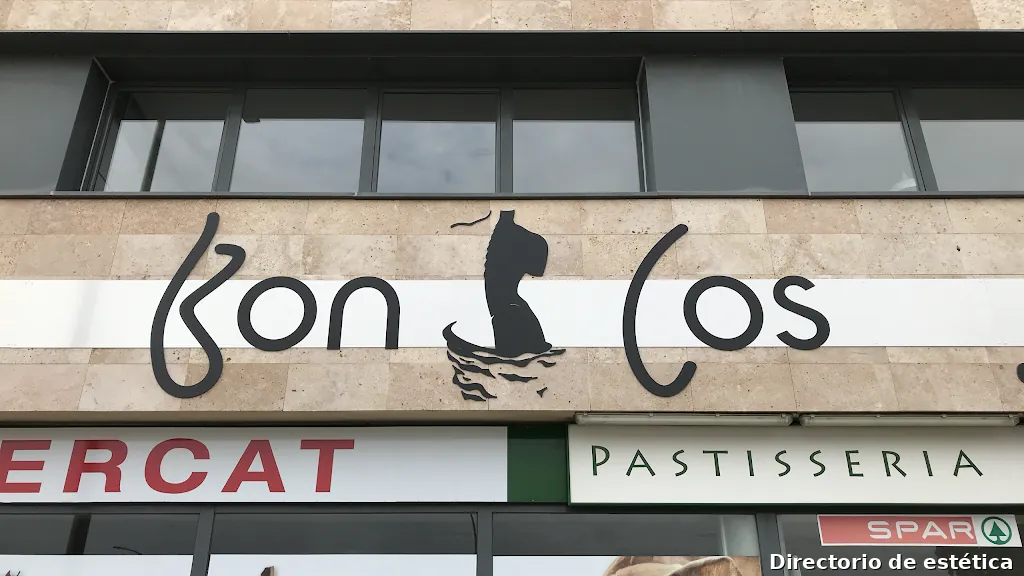 Bon Cos
ERCAT
PASTISSERIA
SPAR
Directorio de estética